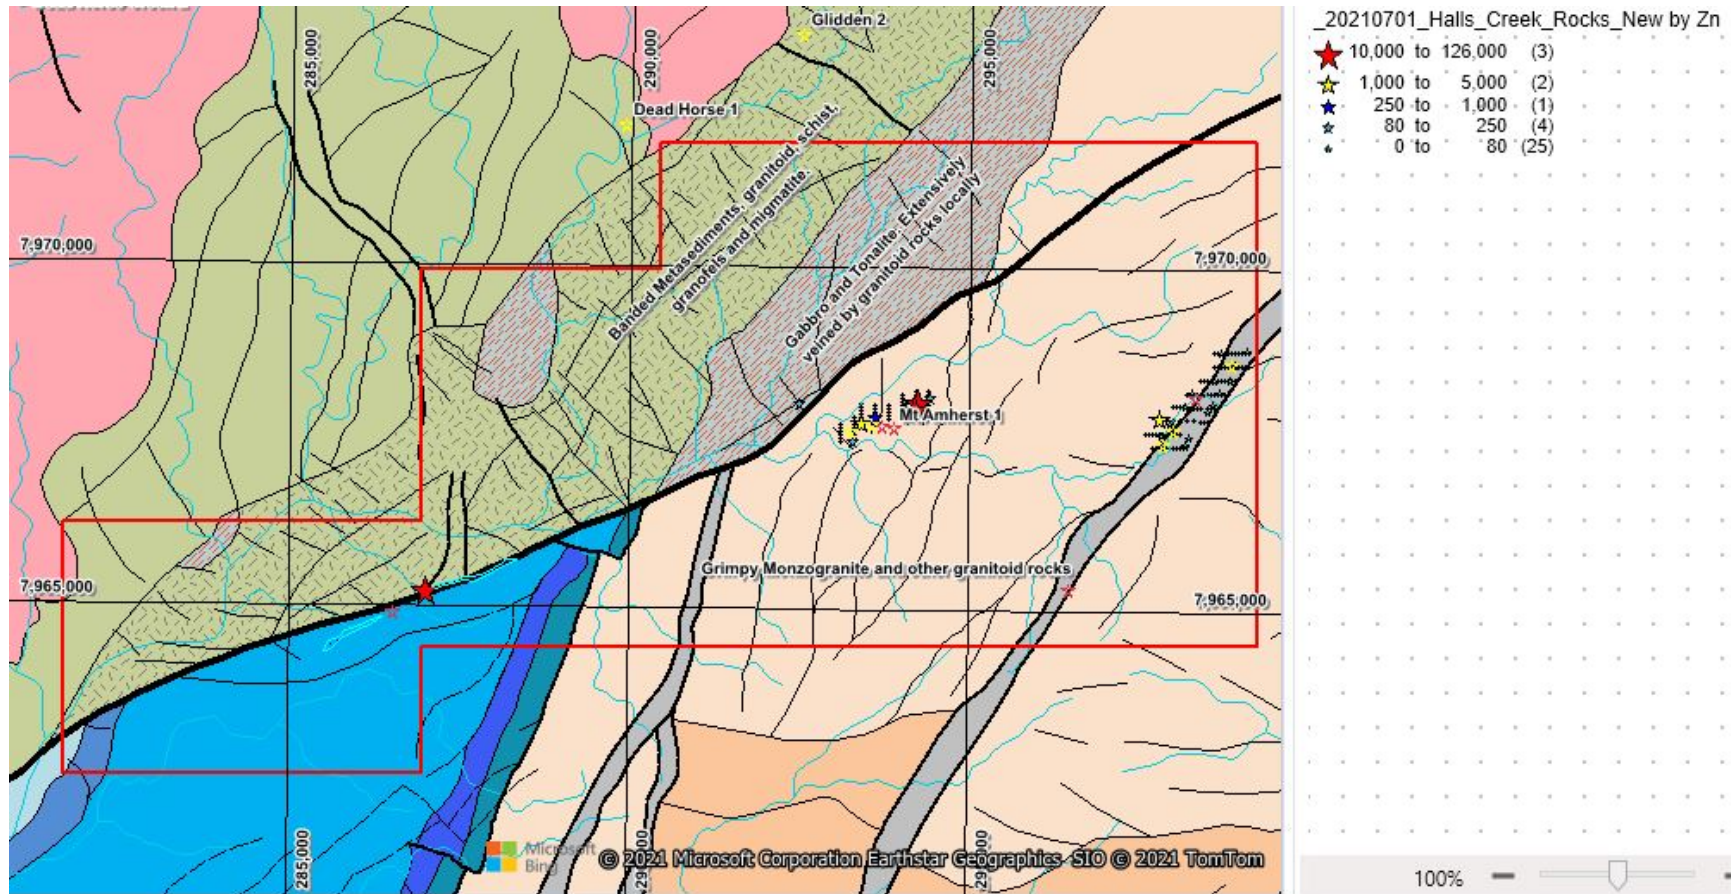 Glidden 2
285,000
290,000
295,000
Dead Horse 1
Banded Metasediments, granitoid, schist,
granofels and migmatite.
Gabbro and Tonalite. Extensively
veined by granitoid rocks locally
7,970,000
7,970,000
Mt Amherst 1
Grimpy Monzogranite and other granitoid rocks
7,965,000
7,965,000
285,000
Microsoft
Bing
© 2021 Microsoft Corporation Earthstar Geographics SIO © 2021 TomTom
_20210701_Halls_Creek_Rocks_New by Zn
10,000 to 126,000 (3)
1,000 to 5,000 (2)
250 to 1,000 (1)
80 to 250 (4)
0 to 80 (25)
100%